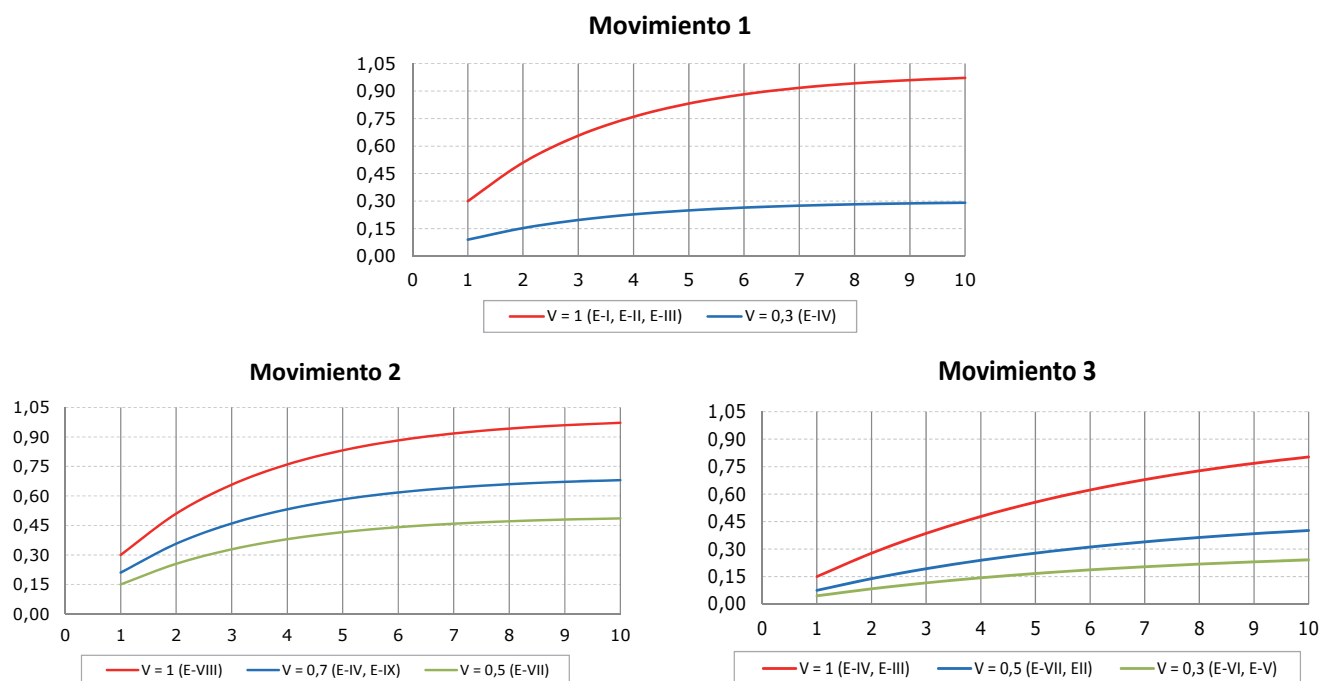 Movimiento 1
1,05
0,90
0,75
0,60
0,45
0,30
0,15
0,00
0 1 2 3 4 5 6 7 8 9 10
V = 1 (E-I, E-II, E-III) V = 0,3 (E-IV)
Movimiento 2
1,05
0,90
0,75
0,60
0,45
0,30
0,15
0,00
0 1 2 3 4 5 6 7 8 9 10
V = 1 (E-VIII) V = 0,7 (E-IV, E-IX) V = 0,5 (E-VII)
Movimiento 3
1,05
0,90
0,75
0,60
0,45
0,30
0,15
0,00
0 1 2 3 4 5 6 7 8 9 10
V = 1 (E-IV, E-III) V = 0,5 (E-VII, EII) V = 0,3 (E-VI, E-V)